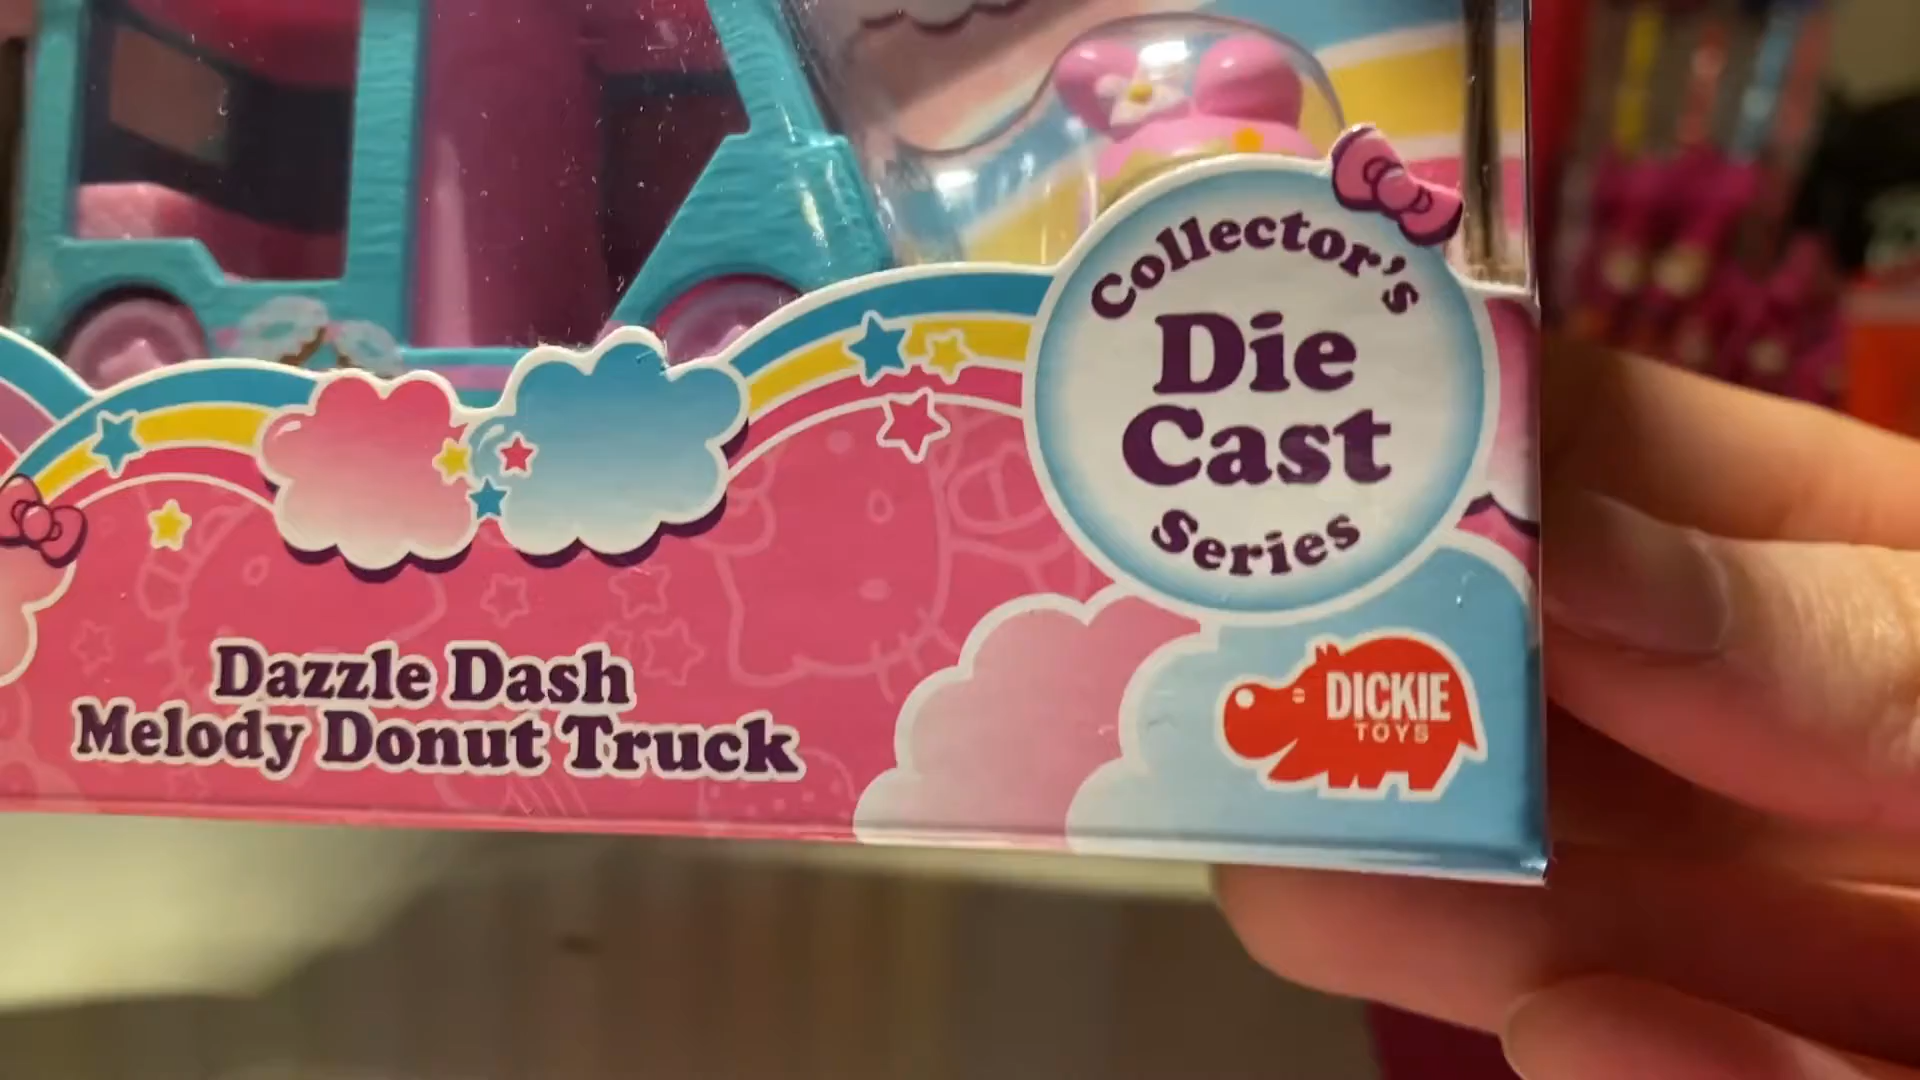 Collector's
Die
Cast
Series
Dazzle Dash
Melody Donut Truck
DICKIE
TOYS